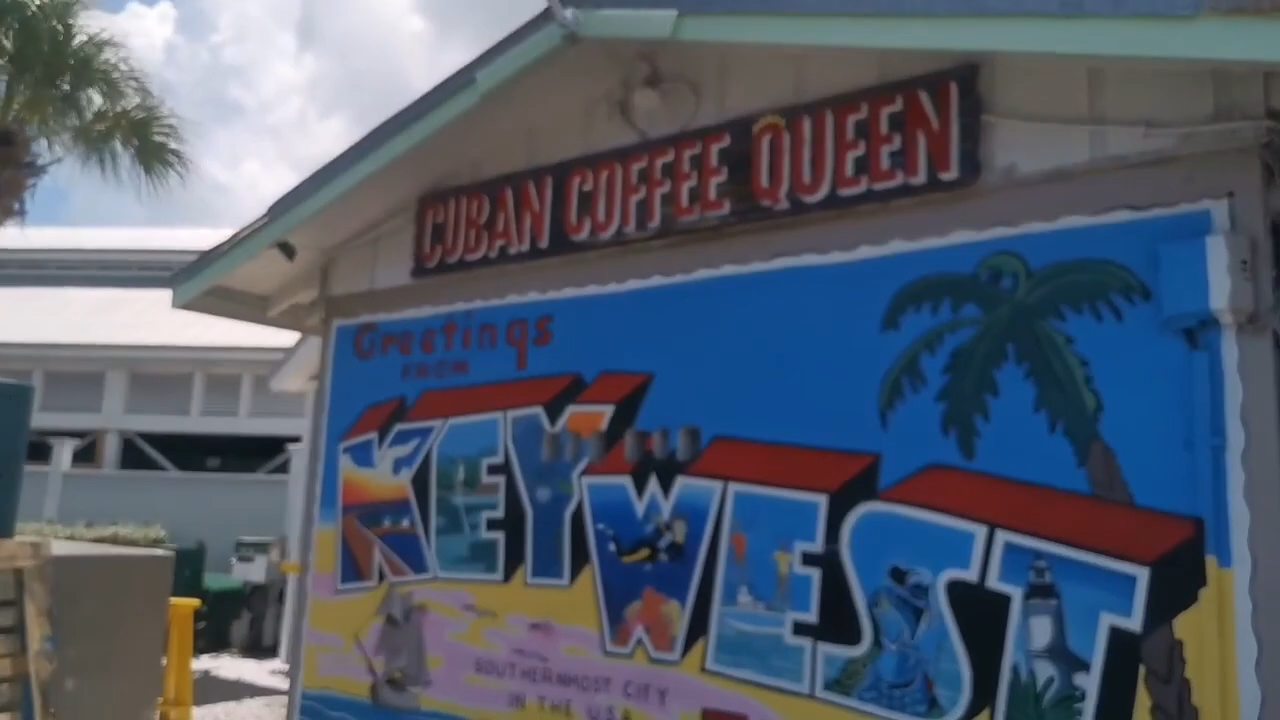 CUBAN COFFEE QUEEN
Greetings
FROM
KEY WEST
SOUTHERNMOST CITY
IN THE USA